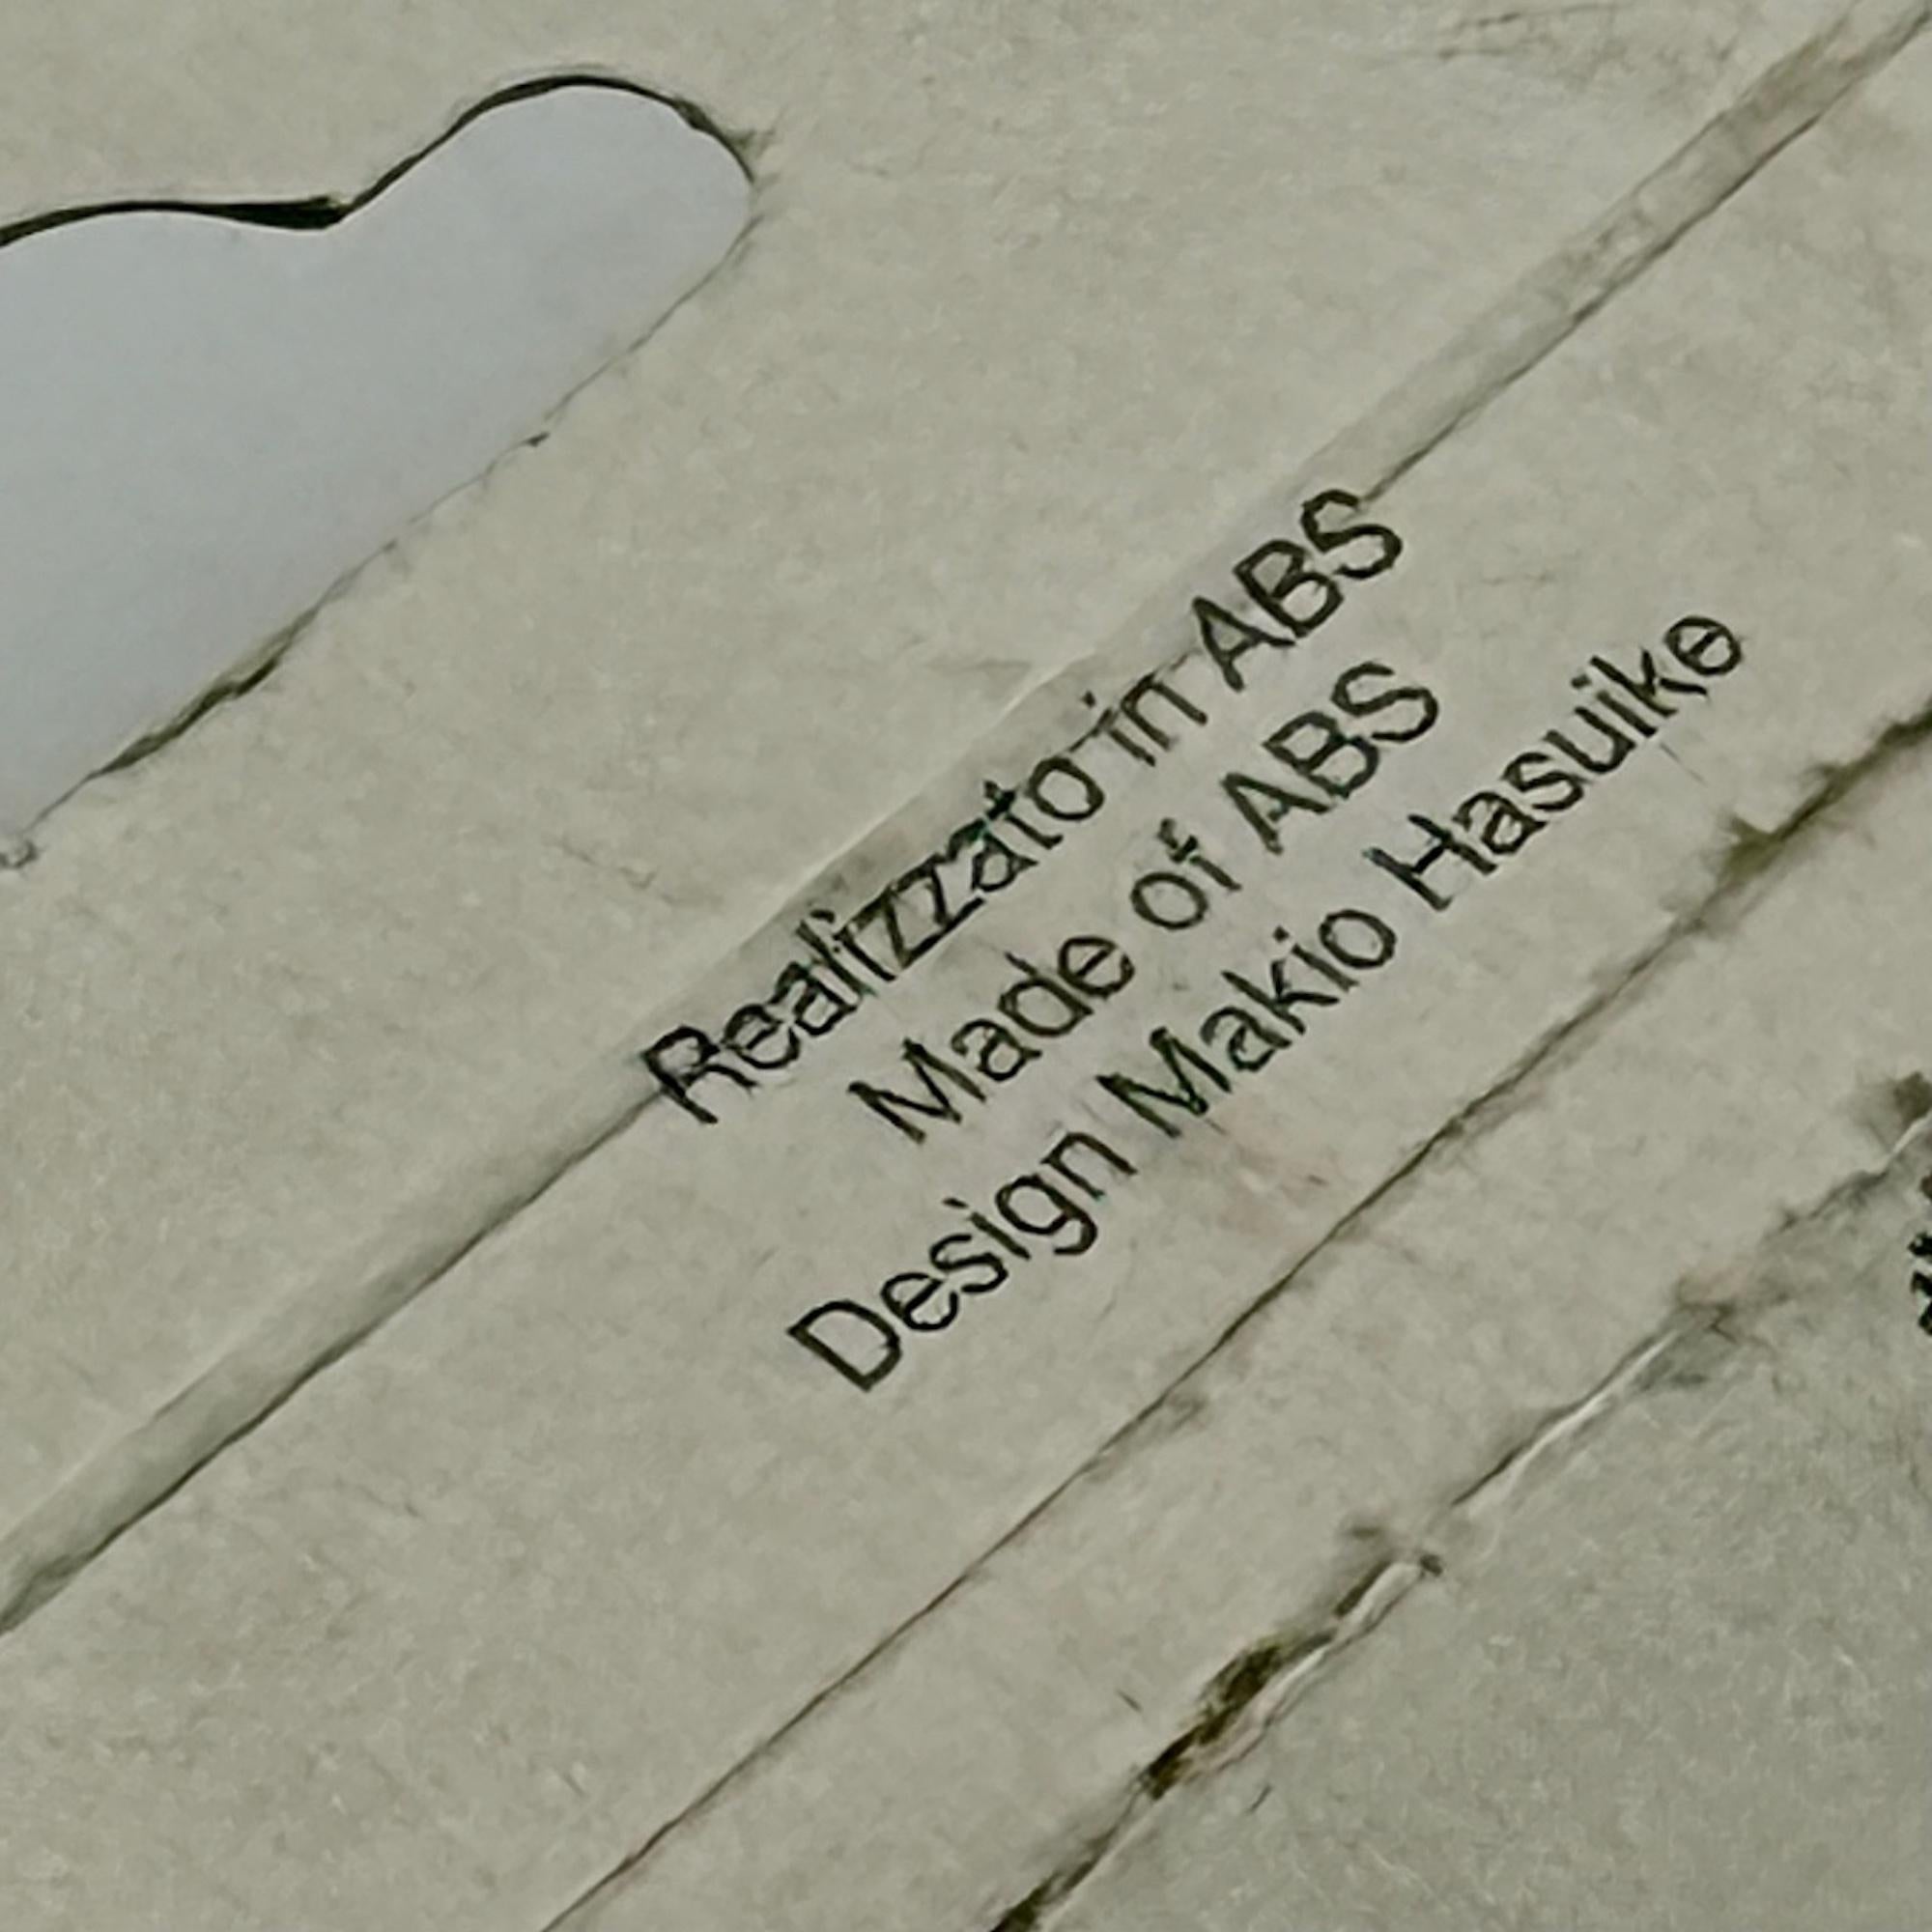 Realizzato in ABS
Made of ABS
Design Makio Hasuike